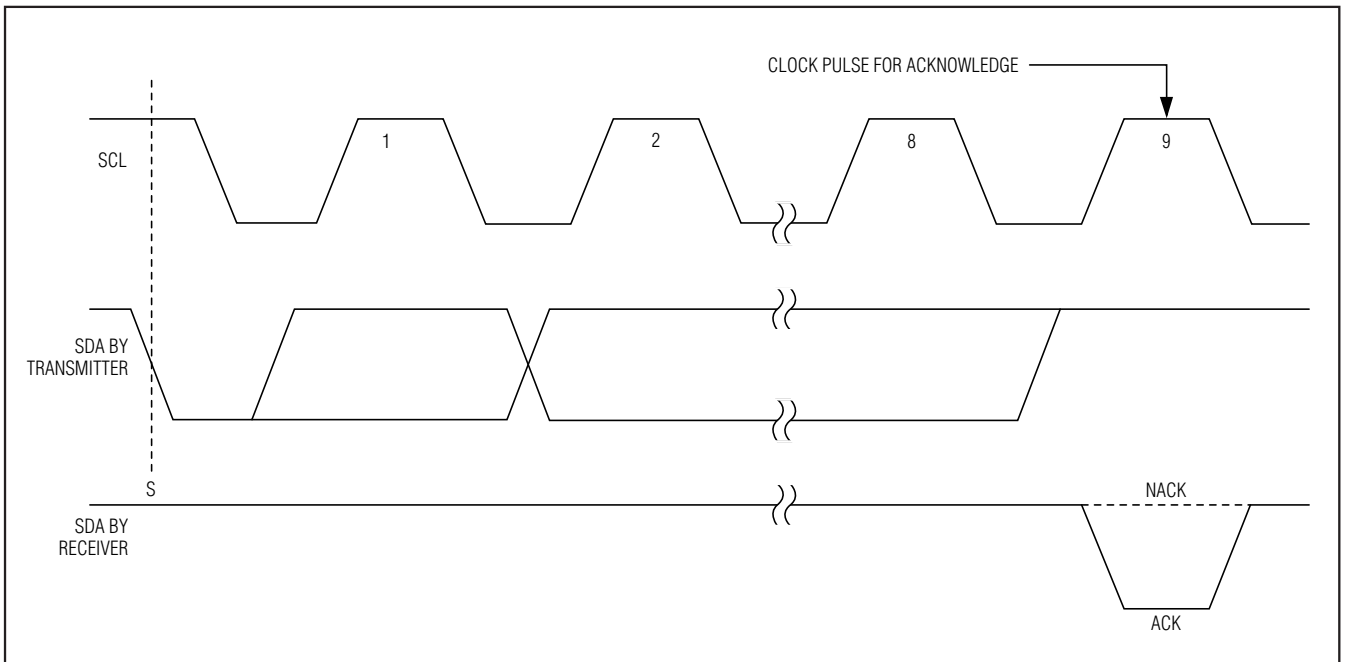 CLOCK PULSE FOR ACKNOWLEDGE
SCL
1
2
8
9
SDA BY
TRANSMITTER
S
SDA BY
RECEIVER
NACK
ACK